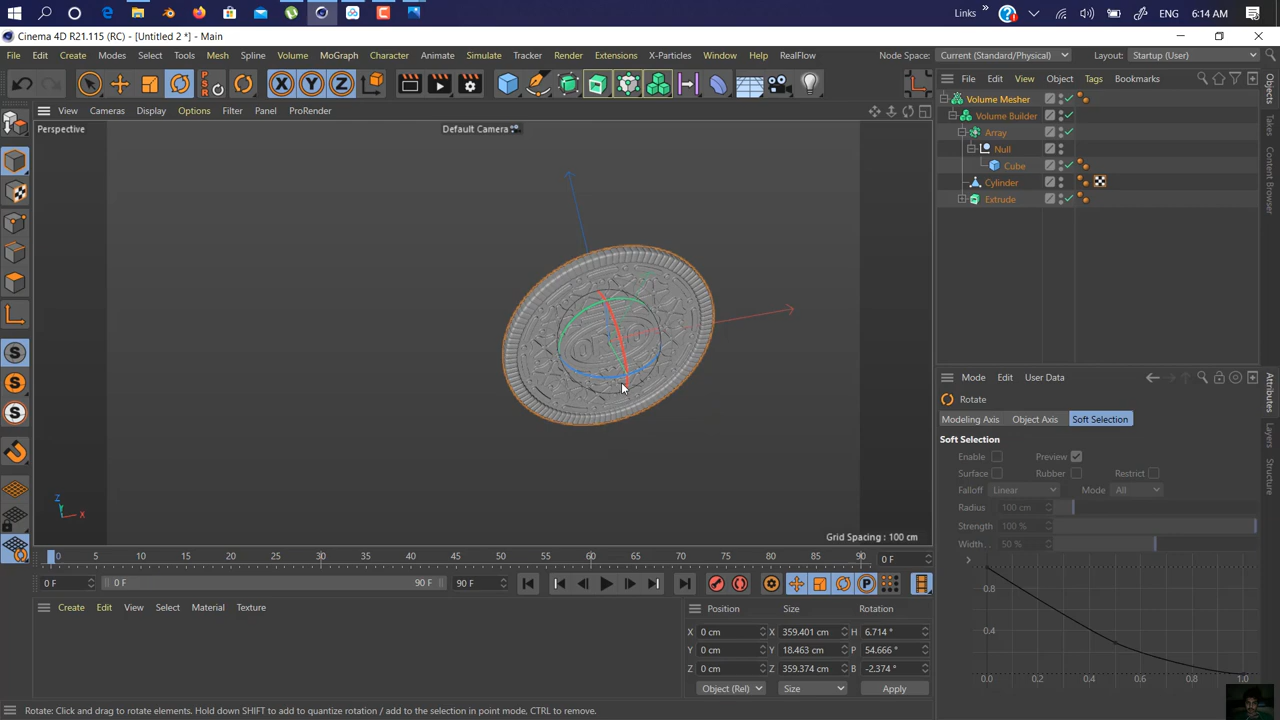 Links
ENG
6:14 AM
Cinema 4D R21.115 (RC) - [Untitled 2 *] - Main
File Edit Create Modes Select Tools Mesh Spline Volume MoGraph Character Animate Simulate Tracker Render Extensions X-Particles Window Help RealFlow
Node Space: Current (Standard/Physical) Layout: Startup (User)
P S R
X Y Z
File Edit View Object Tags Bookmarks
View Cameras Display Options Filter Panel ProRender
Perspective
Default Camera
Volume Mesher
Volume Builder
Array
Null
Cube
Cylinder
Extrude
Objects
Takes
Content Browser
Z
Y
X
Grid Spacing : 100 cm
Mode Edit User Data
Rotate
Modeling Axis Object Axis Soft Selection
Soft Selection
Enable Preview
Surface Rubber Restrict
Falloff Linear Mode All
Radius 100 cm
Strength 100 %
Width . . 50 %
0.8
0.4
0.0 0.2 0.4 0.6 0.8 1.0
Attributes
Layers
Structure
0 5 10 15 20 25 30 35 40 45 50 55 60 65 70 75 80 85 90
0 F
0 F 0 F 90 F 90 F
P
Create Edit View Select Material Texture
Position Size Rotation
X 0 cm X 359.401 cm H 6.714 °
Y 0 cm Y 18.463 cm P 54.666 °
Z 0 cm Z 359.374 cm B -2.374 °
Object (Rel) Size Apply
Rotate: Click and drag to rotate elements. Hold down SHIFT to add to quantize rotation / add to the selection in point mode, CTRL to remove.